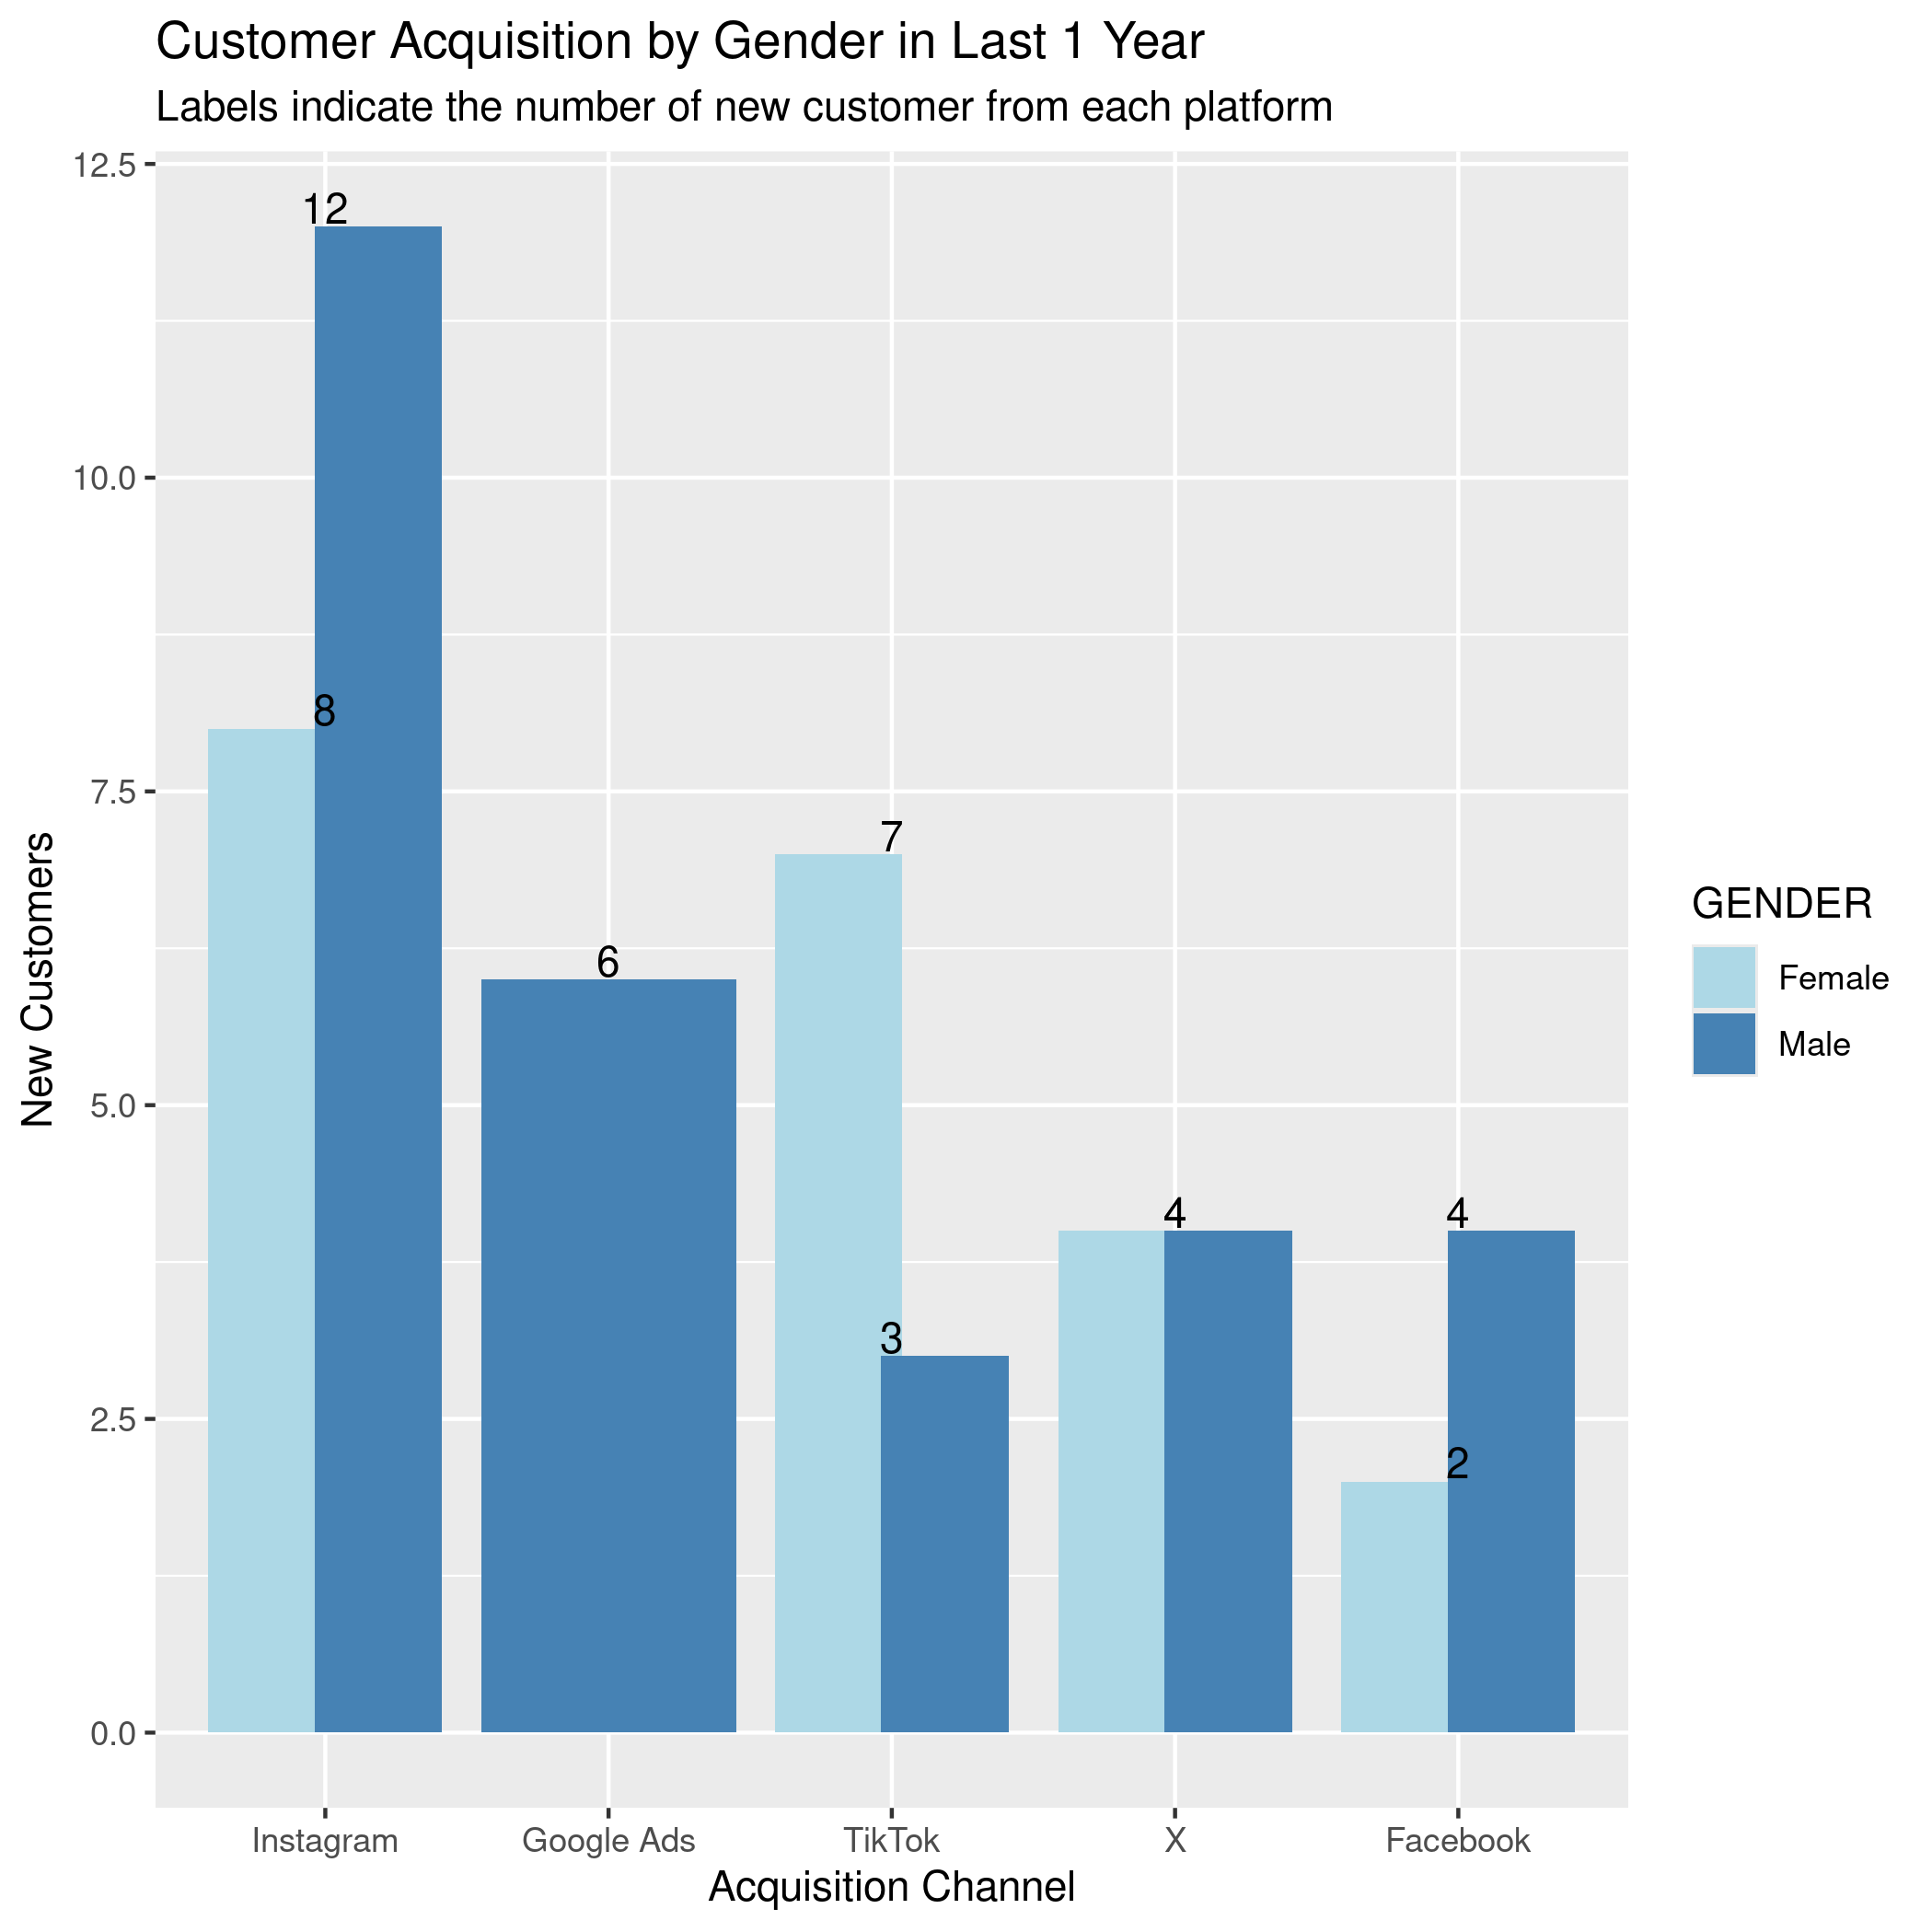 Customer Acquisition by Gender in Last 1 Year
Labels indicate the number of new customer from each platform
12.5
10.0
7.5
5.0
2.5
0.0
New Customers
12
8
6
7
3
4
4
2
Instagram Google Ads TikTok X Facebook
Acquisition Channel
GENDER
Female
Male